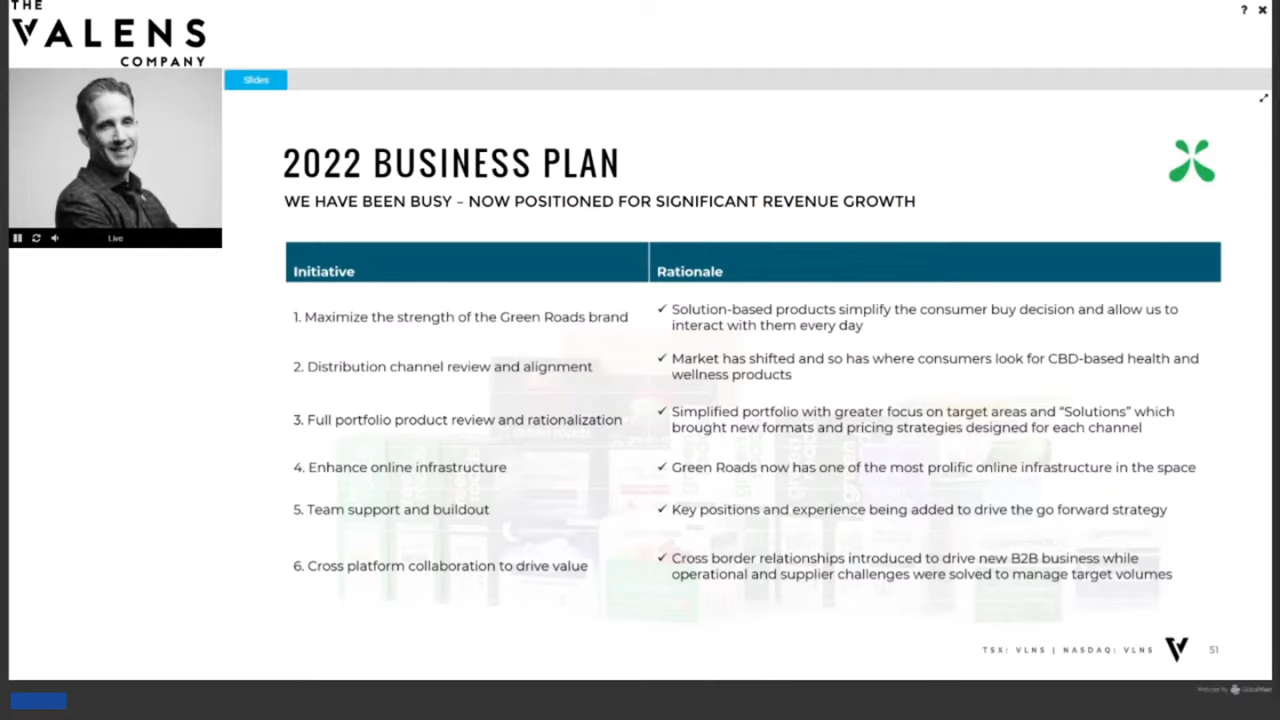 THE
VALENS
COMPANY
? ×
Slides
Live
2022 BUSINESS PLAN
WE HAVE BEEN BUSY – NOW POSITIONED FOR SIGNIFICANT REVENUE GROWTH
Initiative
Rationale
1. Maximize the strength of the Green Roads brand
✓ Solution-based products simplify the consumer buy decision and allow us to
interact with them every day
2. Distribution channel review and alignment
✓ Market has shifted and so has where consumers look for CBD-based health and
wellness products
3. Full portfolio product review and rationalization
✓ Simplified portfolio with greater focus on target areas and “Solutions” which
brought new formats and pricing strategies designed for each channel
4. Enhance online infrastructure
✓ Green Roads now has one of the most prolific online infrastructure in the space
5. Team support and buildout
✓ Key positions and experience being added to drive the go forward strategy
6. Cross platform collaboration to drive value
✓ Cross border relationships introduced to drive new B2B business while
operational and supplier challenges were solved to manage target volumes
TSX: VLNS | NASDAQ: VLNS
51
Webcast by GlobalMeet